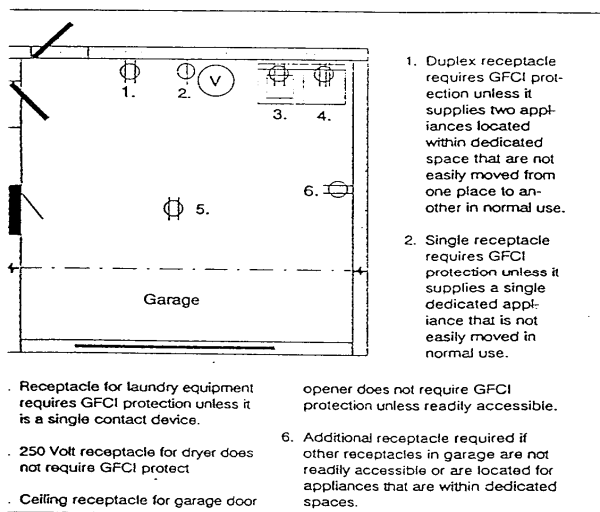 1.
2.
V
3.
4.
5.
6.
Garage
1. Duplex receptacle
requires GFCI prot-
ection unless it
supplies two appl-
iances located
within dedicated
space that are not
easily moved from
one place to an-
other in normal use.
2. Single receptacle
requires GFCI
protection unless it
supplies a single
dedicated appl-
iance that is not
easily moved in
normal use.
. Receptacle for laundry equipment
requires GFCI protection unless it
is a single contact device.
. 250 Volt receptacle for dryer does
not require GFCI protect
. Ceiling receptacle for garage door
opener does not require GFCI
protection unless readily accessible.
6. Additional receptacle required if
other receptacles in garage are not
readily accessible or are located for
appliances that are within dedicated
spaces.